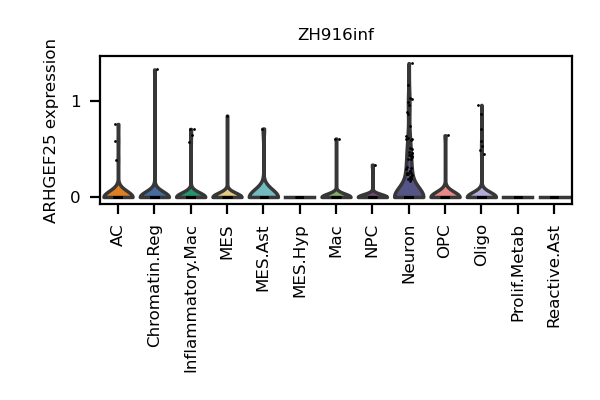 ZH916inf
ARHGEF25 expression
1
0
AC
Chromatin.Reg
Inflammatory.Mac
MES
MES.Ast
MES.Hyp
Mac
NPC
Neuron
OPC
Oligo
Prolif.Metab
Reactive.Ast